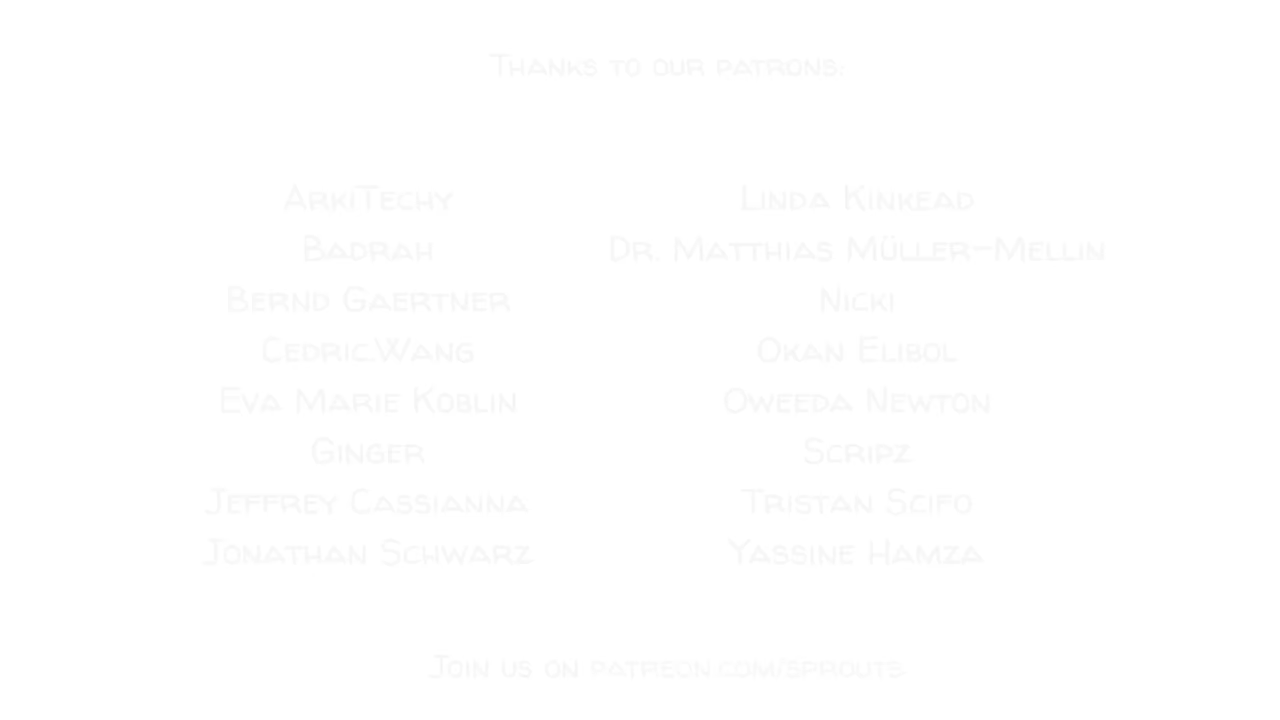 Thanks to our patrons:
ArkiTechy
Badrah
Bernd Gaertner
Cedric.Wang
Eva Marie Koblin
Ginger
Jeffrey Cassianna
Jonathan Schwarz
Linda Kinkead
Dr. Matthias Müller-Mellin
Nicki
Okan Elibol
Oweeda Newton
Scripz
Tristan Scifo
Yassine Hamza
Join us on patreon.com/sprouts